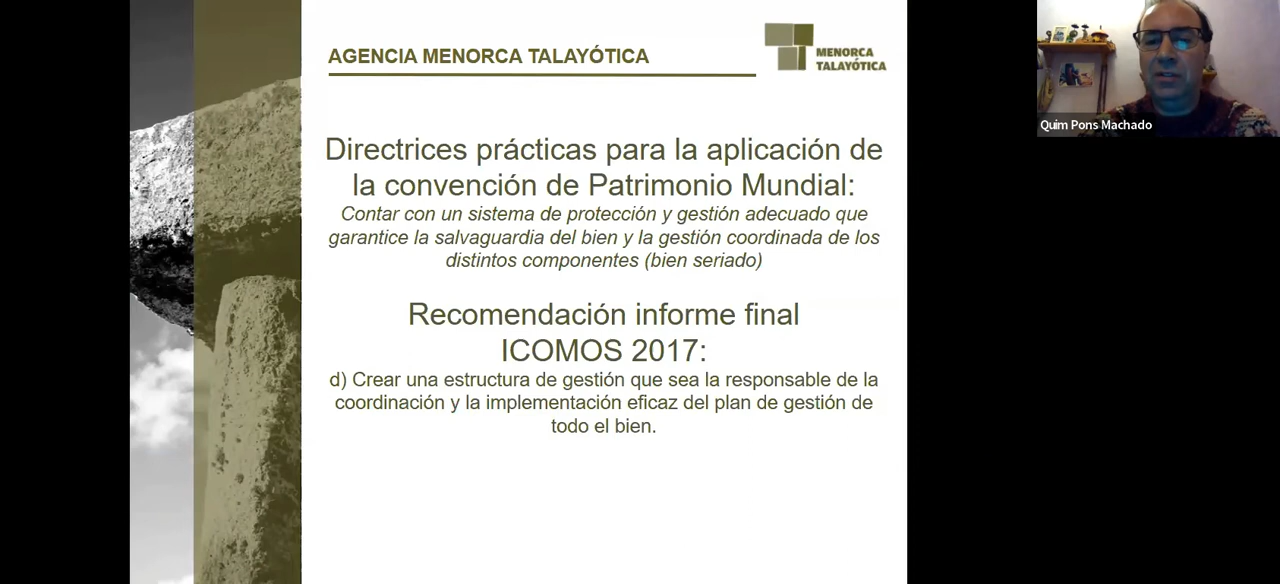 AGENCIA MENORCA TALAYÓTICA
MENORCA
TALAYÓTICA
Directrices prácticas para la aplicación de
la convención de Patrimonio Mundial:
Contar con un sistema de protección y gestión adecuado que
garantice la salvaguardia del bien y la gestión coordinada de los
distintos componentes (bien seriado)
Recomendación informe final
ICOMOS 2017:
d) Crear una estructura de gestión que sea la responsable de la
coordinación y la implementación eficaz del plan de gestión de
todo el bien.
Quim Pons Machado